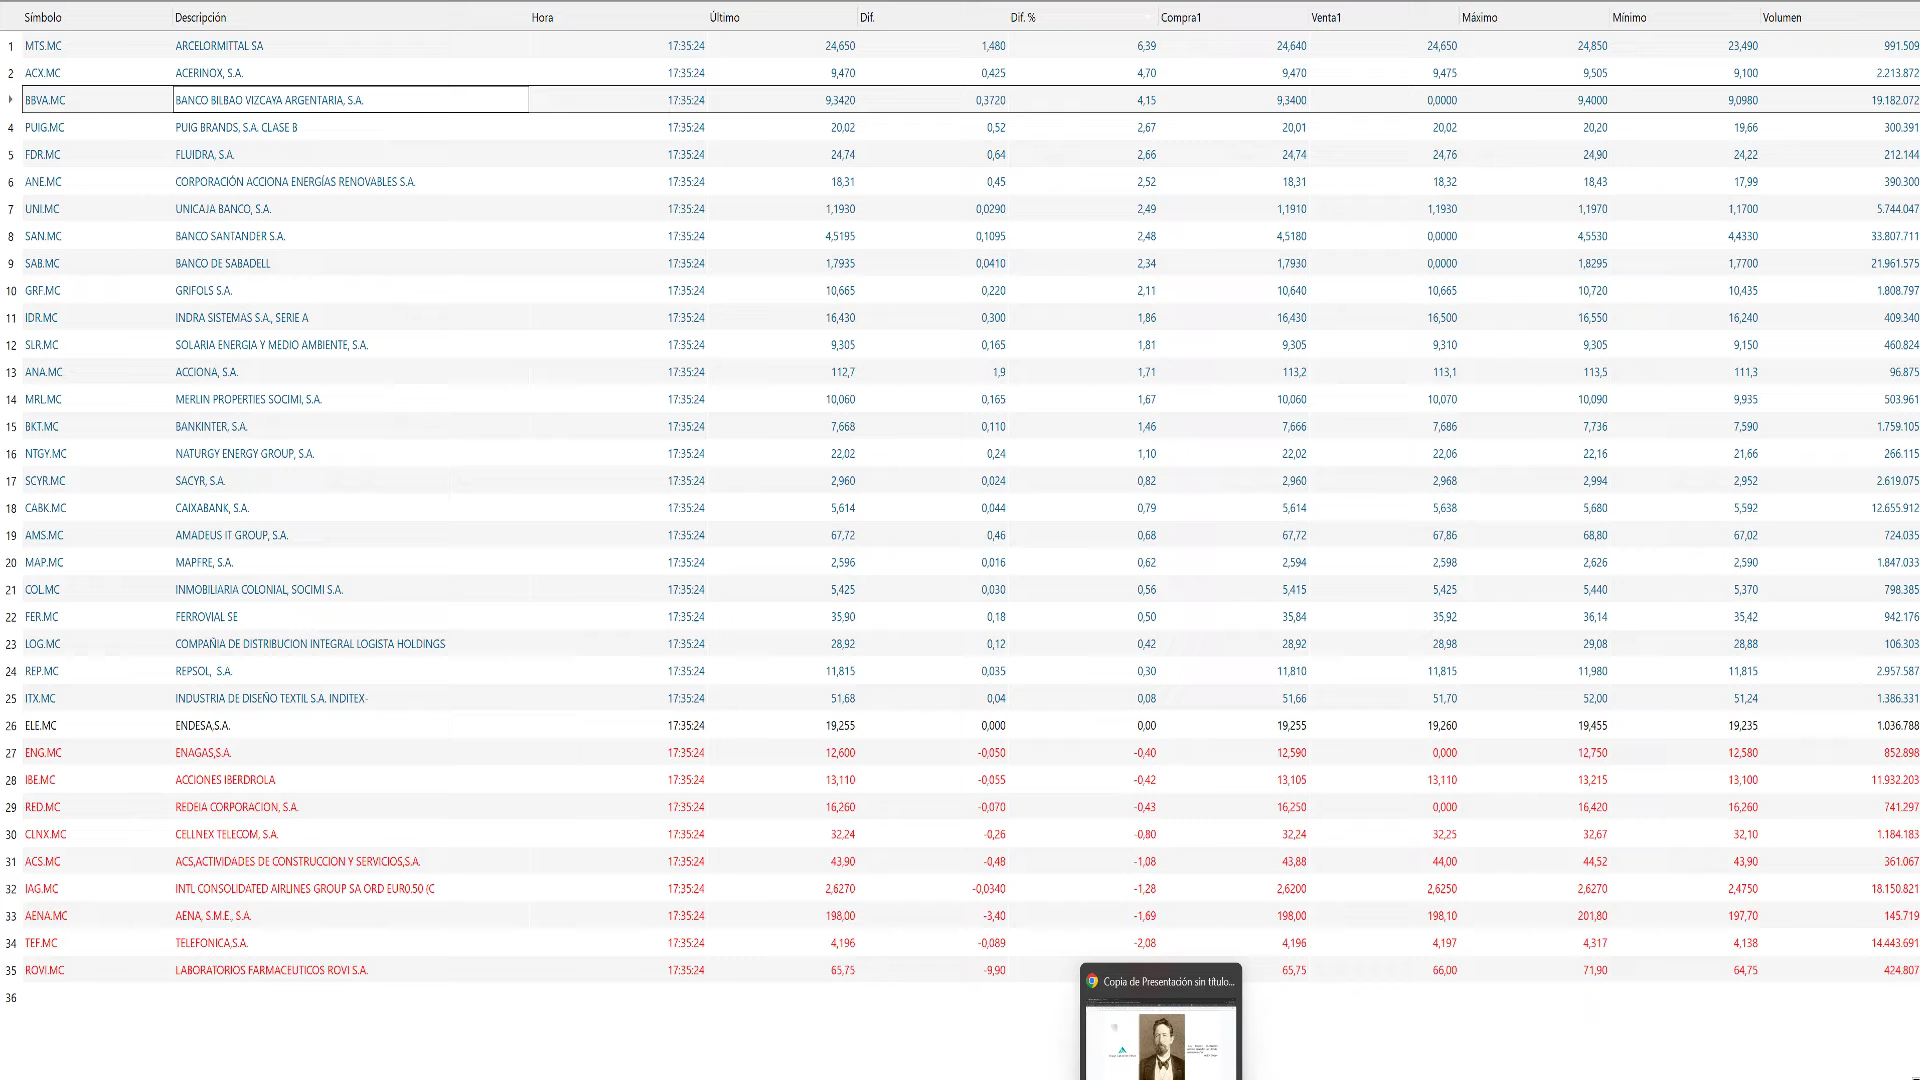 Símbolo Descripción Hora Último Dif. Dif. % Compra1 Venta1 Máximo Mínimo Volumen
1 MTS.MC ARCELORMITTAL SA 17:35:24 24,650 1,480 6,39 24,640 24,650 24,850 23,490 991.509
2 ACX.MC ACERINOX, S.A. 17:35:24 9,470 0,425 4,70 9,470 9,475 9,505 9,100 2.213.872
BBVA.MC BANCO BILBAO VIZCAYA ARGENTARIA, S.A. 17:35:24 9,3420 0,3720 4,15 9,3400 0,0000 9,4000 9,0980 19.182.072
4 PUIG.MC PUIG BRANDS, S.A. CLASE B 17:35:24 20,02 0,52 2,67 20,01 20,02 20,20 19,66 300.391
5 FDR.MC FLUIDRA, S.A. 17:35:24 24,74 0,64 2,66 24,74 24,76 24,90 24,22 212.144
6 ANE.MC CORPORACIÓN ACCIONA ENERGÍAS RENOVABLES S.A. 17:35:24 18,31 0,45 2,52 18,31 18,32 18,43 17,99 390.300
7 UNI.MC UNICAJA BANCO, S.A. 17:35:24 1,1930 0,0290 2,49 1,1910 1,1930 1,1970 1,1700 5.744.047
8 SAN.MC BANCO SANTANDER S.A. 17:35:24 4,5195 0,1095 2,48 4,5180 0,0000 4,5530 4,4330 33.807.711
9 SAB.MC BANCO DE SABADELL 17:35:24 1,7935 0,0410 2,34 1,7930 0,0000 1,8295 1,7700 21.961.575
10 GRF.MC GRIFOLS S.A. 17:35:24 10,665 0,220 2,11 10,640 10,665 10,720 10,435 1.808.797
11 IDR.MC INDRA SISTEMAS S.A., SERIE A 17:35:24 16,430 0,300 1,86 16,430 16,500 16,550 16,240 409.340
12 SLR.MC SOLARIA ENERGIA Y MEDIO AMBIENTE, S.A. 17:35:24 9,305 0,165 1,81 9,305 9,310 9,305 9,150 460.824
13 ANA.MC ACCIONA, S.A. 17:35:24 112,7 1,9 1,71 113,2 113,1 113,5 111,3 96.875
14 MRL.MC MERLIN PROPERTIES SOCIMI, S.A. 17:35:24 10,060 0,165 1,67 10,060 10,070 10,090 9,935 503.961
15 BKT.MC BANKINTER, S.A. 17:35:24 7,668 0,110 1,46 7,666 7,686 7,736 7,590 1.759.105
16 NTGY.MC NATURGY ENERGY GROUP, S.A. 17:35:24 22,02 0,24 1,10 22,02 22,06 22,16 21,66 266.115
17 SCYR.MC SACYR, S.A. 17:35:24 2,960 0,024 0,82 2,960 2,968 2,994 2,952 2.619.075
18 CABK.MC CAIXABANK, S.A. 17:35:24 5,614 0,044 0,79 5,614 5,638 5,680 5,592 12.655.912
19 AMS.MC AMADEUS IT GROUP, S.A. 17:35:24 67,72 0,46 0,68 67,72 67,86 68,80 67,02 724.035
20 MAP.MC MAPFRE, S.A. 17:35:24 2,596 0,016 0,62 2,594 2,598 2,626 2,590 1.847.033
21 COL.MC INMOBILIARIA COLONIAL, SOCIMI S.A. 17:35:24 5,425 0,030 0,56 5,415 5,425 5,440 5,370 798.385
22 FER.MC FERROVIAL SE 17:35:24 35,90 0,18 0,50 35,84 35,92 36,14 35,42 942.176
23 LOG.MC COMPAÑIA DE DISTRIBUCION INTEGRAL LOGISTA HOLDINGS 17:35:24 28,92 0,12 0,42 28,92 28,98 29,08 28,88 106.303
24 REP.MC REPSOL, S.A. 17:35:24 11,815 0,035 0,30 11,810 11,815 11,980 11,815 2.957.587
25 ITX.MC INDUSTRIA DE DISEÑO TEXTIL S.A. INDITEX- 17:35:24 51,68 0,04 0,08 51,66 51,70 52,00 51,24 1.386.331
26 ELE.MC ENDESA,S.A. 17:35:24 19,255 0,000 0,00 19,255 19,260 19,455 19,235 1.036.788
27 ENG.MC ENAGAS,S.A. 17:35:24 12,600 -0,050 -0,40 12,590 0,000 12,750 12,580 852.898
28 IBE.MC ACCIONES IBERDROLA 17:35:24 13,110 -0,055 -0,42 13,105 13,110 13,215 13,100 11.932.203
29 RED.MC REDEIA CORPORACION, S.A. 17:35:24 16,260 -0,070 -0,43 16,250 0,000 16,420 16,260 741.297
30 CLNX.MC CELLNEX TELECOM, S.A. 17:35:24 32,24 -0,26 -0,80 32,24 32,25 32,67 32,10 1.184.183
31 ACS.MC ACS,ACTIVIDADES DE CONSTRUCCION Y SERVICIOS,S.A. 17:35:24 43,90 -0,48 -1,08 43,88 44,00 44,52 43,90 361.067
32 IAG.MC INTL CONSOLIDATED AIRLINES GROUP SA ORD EUR0.50 (C 17:35:24 2,6270 -0,0340 -1,28 2,6200 2,6250 2,6270 2,4750 18.150.821
33 AENA.MC AENA, S.M.E., S.A. 17:35:24 198,00 -3,40 -1,69 198,00 198,10 201,80 197,70 145.719
34 TEF.MC TELEFONICA,S.A. 17:35:24 4,196 -0,089 -2,08 4,196 4,197 4,317 4,138 14.443.691
35 ROVI.MC LABORATORIOS FARMACEUTICOS ROVI S.A. 17:35:24 65,75 -9,90 65,75 66,00 71,90 64,75 424.807
Copia de Presentación sin título...
36